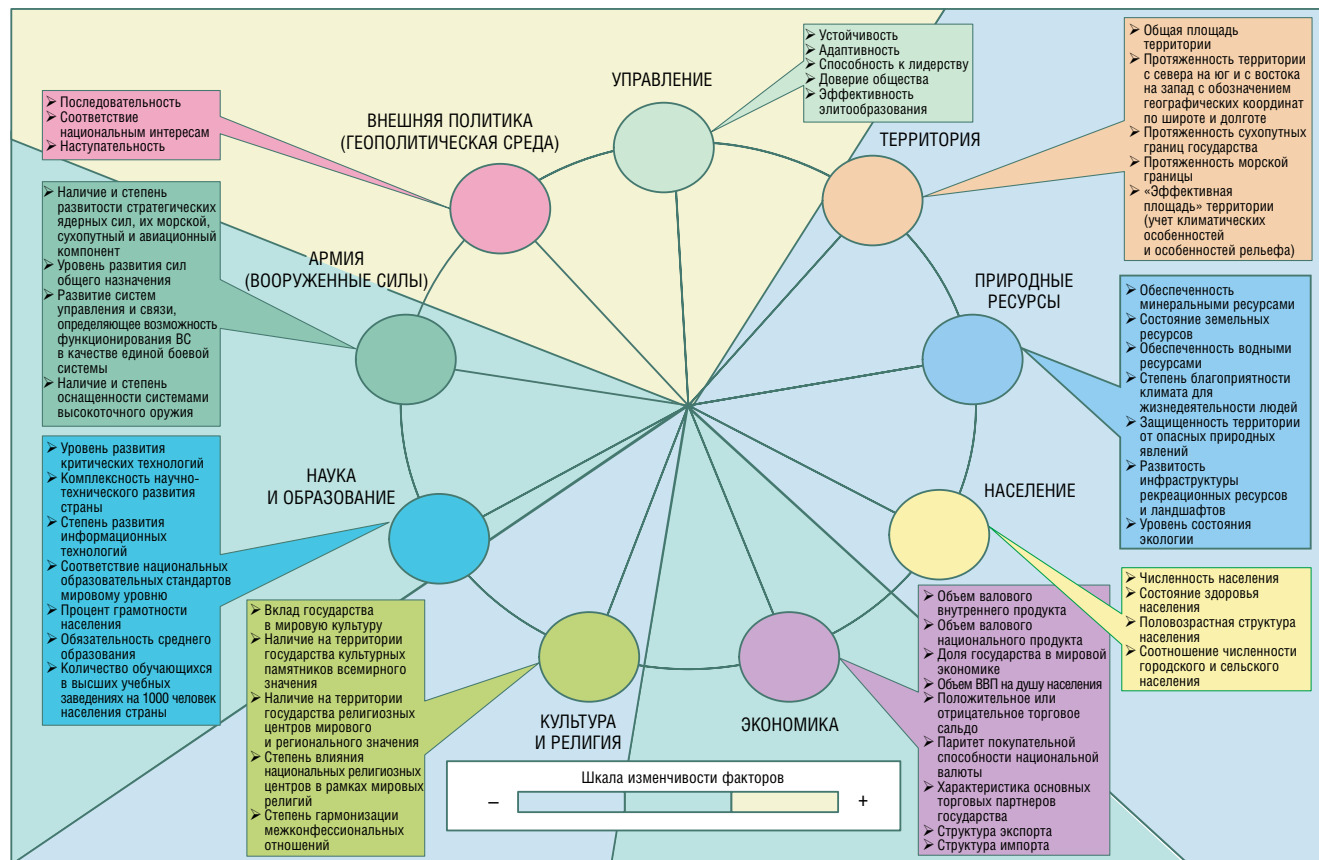 УПРАВЛЕНИЕ
➢ Устойчивость
➢ Адаптивность
➢ Способность к лидерству
➢ Доверие общества
➢ Эффективность
элитообразования
ТЕРРИТОРИЯ
➢ Общая площадь
территории
➢ Протяженность территории
с севера на юг и с востока
на запад с обозначением
географических координат
по широте и долготе
➢ Протяженность сухопутных
границ государства
➢ Протяженность морской
границы
➢ «Эффективная
площадь» территории
(учет климатических
особенностей
и особенностей рельефа)
ВНЕШНЯЯ ПОЛИТИКА
(ГЕОПОЛИТИЧЕСКАЯ СРЕДА)
➢ Последовательность
➢ Соответствие
национальным интересам
➢ Наступательность
АРМИЯ
(ВООРУЖЕННЫЕ СИЛЫ)
➢ Наличие и степень
развитости стратегических
ядерных сил, их морской,
сухопутный и авиационный
компонент
➢ Уровень развития сил
общего назначения
➢ Развитие систем
управления и связи,
определяющее возможность
функционирования ВС
в качестве единой боевой
системы
➢ Наличие и степень
оснащенности системами
высокоточного оружия
ПРИРОДНЫЕ
РЕСУРСЫ
➢ Обеспеченность
минеральными ресурсами
➢ Состояние земельных
ресурсов
➢ Обеспеченность водными
ресурсами
➢ Степень благоприятности
климата для
жизнедеятельности людей
➢ Защищенность территории
от опасных природных
явлений
➢ Развитость
инфраструктуры
рекреационных ресурсов
и ландшафтов
➢ Уровень состояния
экологии
НАУКА
И ОБРАЗОВАНИЕ
➢ Уровень развития
критических технологий
➢ Комплексность научно-
технического развития
страны
➢ Степень развития
информационных
технологий
➢ Соответствие национальных
образовательных стандартов
мировому уровню
➢ Процент грамотности
населения
➢ Обязательность среднего
образования
➢ Количество обучающихся
в высших учебных
заведениях на 1000 человек
населения страны
НАСЕЛЕНИЕ
➢ Численность населения
➢ Состояние здоровья
населения
➢ Половозрастная структура
населения
➢ Соотношение численности
городского и сельского
населения
КУЛЬТУРА
И РЕЛИГИЯ
➢ Вклад государства
в мировую культуру
➢ Наличие на территории
государства культурных
памятников всемирного
значения
➢ Наличие на территории
государства религиозных
центров мирового
и регионального значения
➢ Степень влияния
национальных религиозных
центров в рамках мировых
религий
➢ Степень гармонизации
межконфессиональных
отношений
ЭКОНОМИКА
➢ Объем валового
внутреннего продукта
➢ Объем валового
национального продукта
➢ Доля государства в мировой
экономике
➢ Объем ВВП на душу населения
➢ Положительное или
отрицательное торговое
сальдо
➢ Паритет покупательной
способности национальной
валюты
➢ Характеристика основных
торговых партнеров
государства
➢ Структура экспорта
➢ Структура импорта
Шкала изменчивости факторов
– +